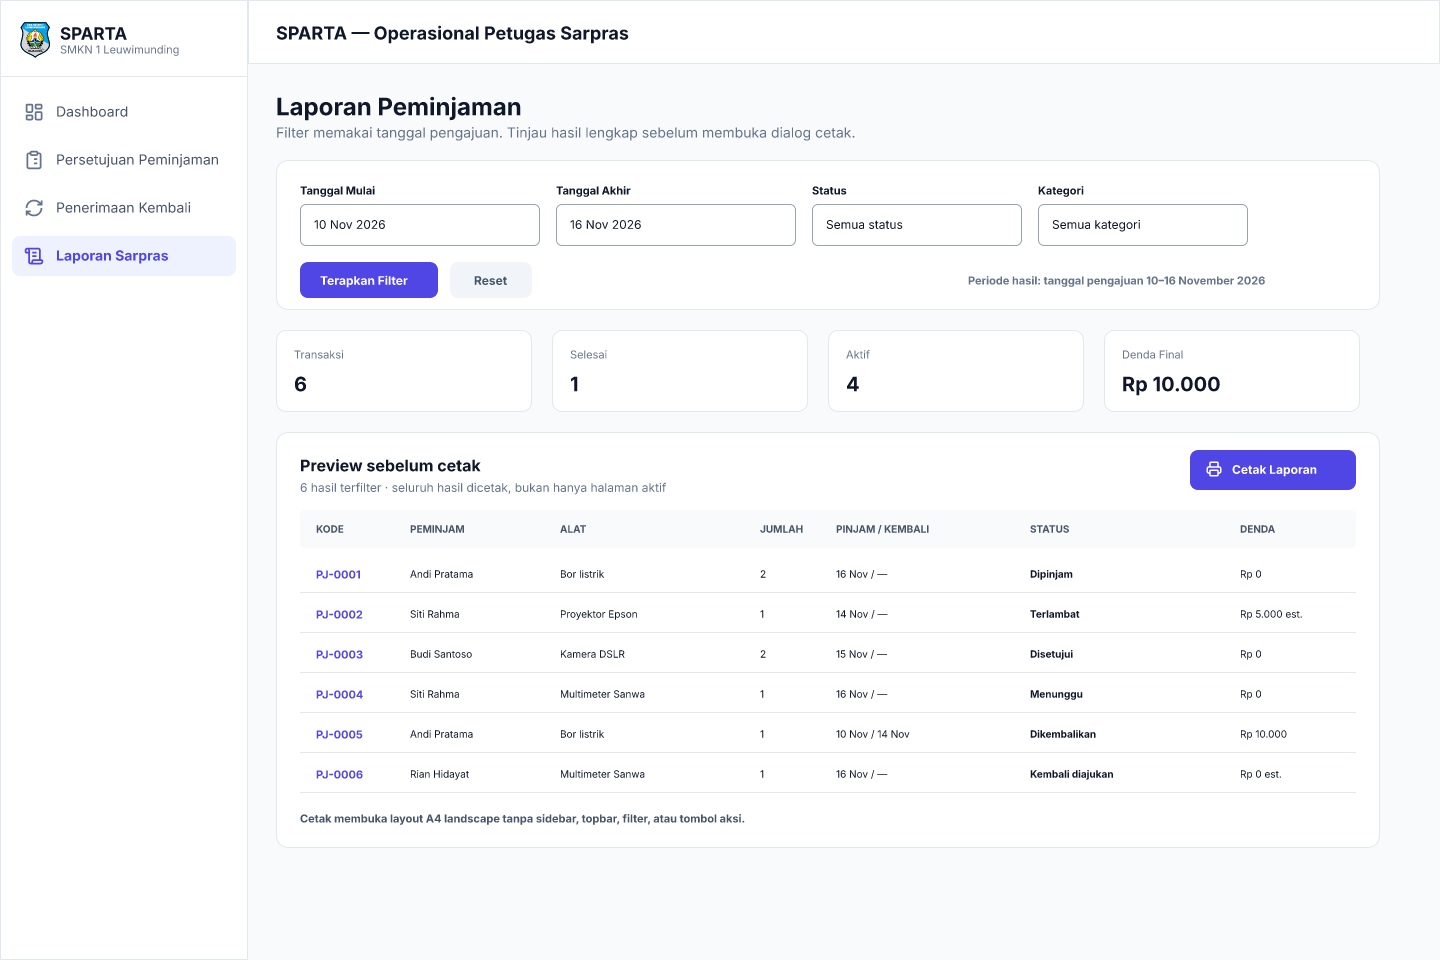 SPARTA
SMKN 1 Leuwimunding
SPARTA — Operasional Petugas Sarpras
Dashboard
Persetujuan Peminjaman
Penerimaan Kembali
Laporan Sarpras
Laporan Peminjaman
Filter memakai tanggal pengajuan. Tinjau hasil lengkap sebelum membuka dialog cetak.
Tanggal Mulai Tanggal Akhir Status Kategori
10 Nov 2026 16 Nov 2026 Semua status Semua kategori
Terapkan Filter Reset Periode hasil: tanggal pengajuan 10–16 November 2026
Transaksi Selesai Aktif Denda Final
6 1 4 Rp 10.000
Preview sebelum cetak
6 hasil terfilter · seluruh hasil dicetak, bukan hanya halaman aktif
Cetak Laporan
KODE PEMINJAM ALAT JUMLAH PINJAM / KEMBALI STATUS DENDA
PJ-0001 Andi Pratama Bor listrik 2 16 Nov / — Dipinjam Rp 0
PJ-0002 Siti Rahma Proyektor Epson 1 14 Nov / — Terlambat Rp 5.000 est.
PJ-0003 Budi Santoso Kamera DSLR 2 15 Nov / — Disetujui Rp 0
PJ-0004 Siti Rahma Multimeter Sanwa 1 16 Nov / — Menunggu Rp 0
PJ-0005 Andi Pratama Bor listrik 1 10 Nov / 14 Nov Dikembalikan Rp 10.000
PJ-0006 Rian Hidayat Multimeter Sanwa 1 16 Nov / — Kembali diajukan Rp 0 est.
Cetak membuka layout A4 landscape tanpa sidebar, topbar, filter, atau tombol aksi.